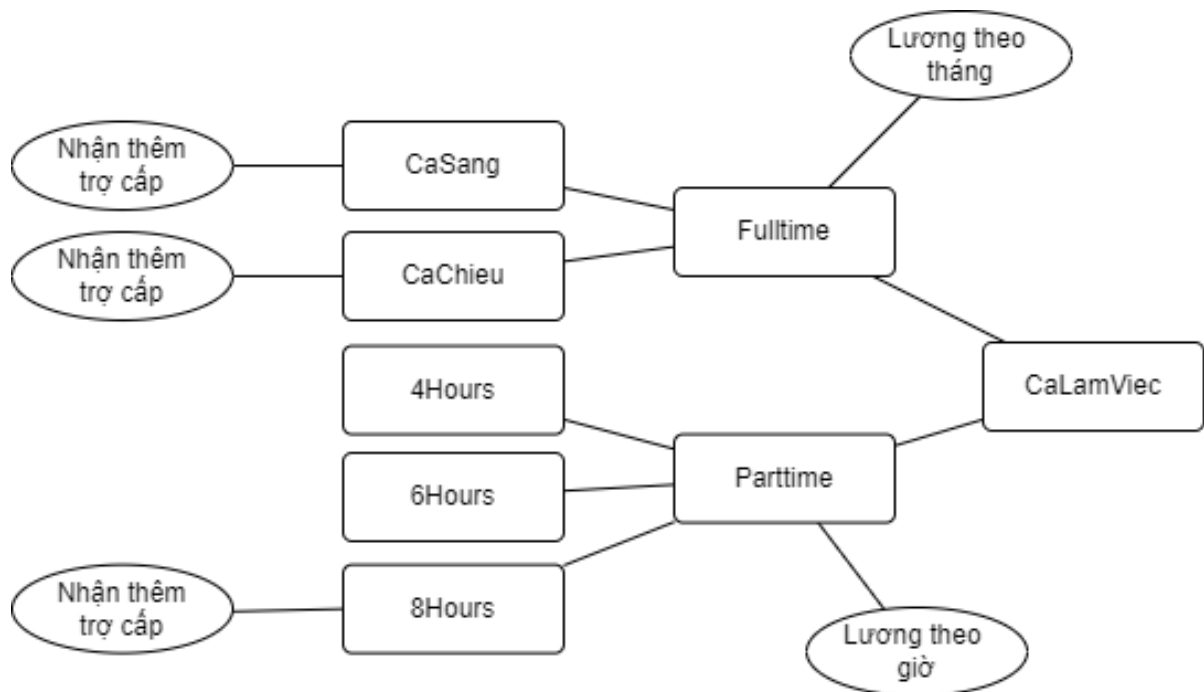 Lương theo
tháng
Nhận thêm
trợ cấp
CaSang
Fulltime
Nhận thêm
trợ cấp
CaChieu
CaLamViec
4Hours
Parttime
6Hours
Nhận thêm
trợ cấp
8Hours
Lương theo
giờ